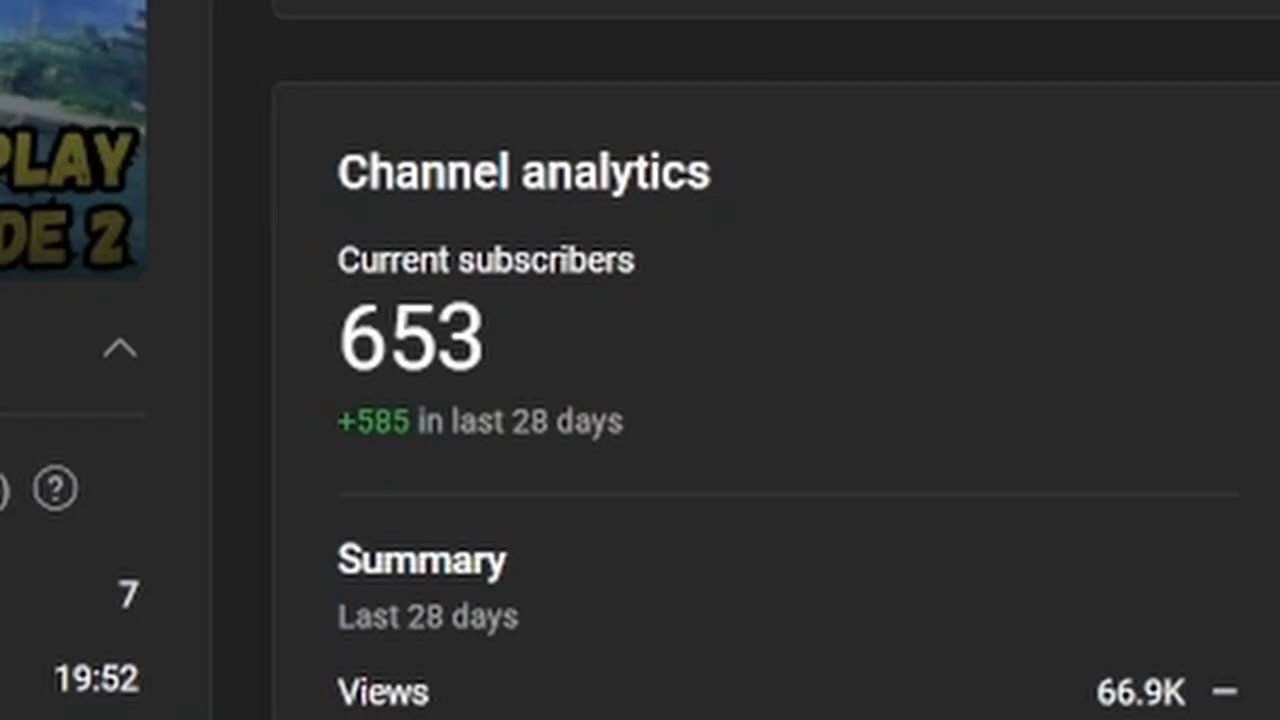 PLAY
DE 2
7
19:52
Channel analytics
Current subscribers
653
+585 in last 28 days
Summary
Last 28 days
Views 66.9K —